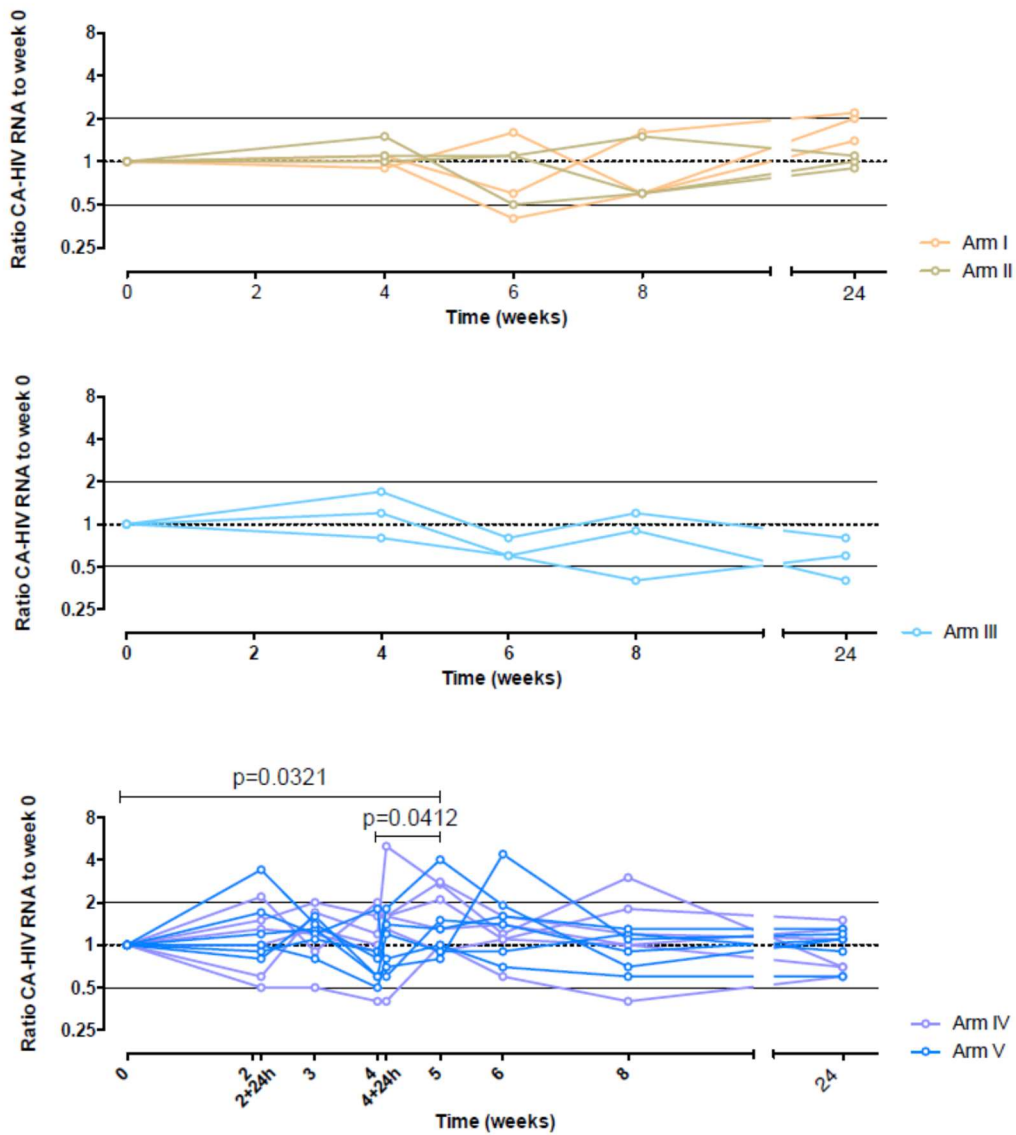 Ratio CA-HIV RNA to week 0
8
4
2
1
0.5
0.25
0 2 4 6 8 24
Time (weeks)
Arm I
Arm II
Ratio CA-HIV RNA to week 0
8
4
2
1
0.5
0.25
0 2 4 6 8 24
Time (weeks)
Arm III
p=0.0321
p=0.0412
Ratio CA-HIV RNA to week 0
8
4
2
1
0.5
0.25
0 2 2+24h 3 4 4+24h 5 6 8 24
Time (weeks)
Arm IV
Arm V